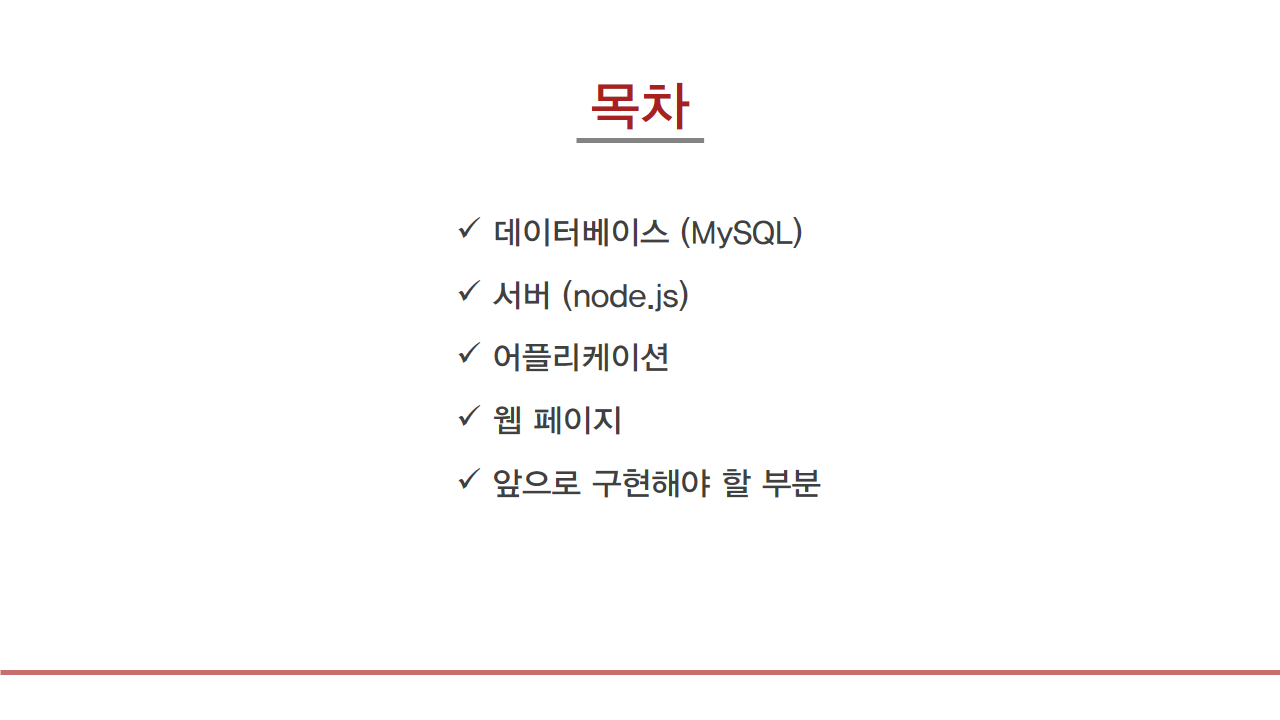 목차
✓ 데이터베이스 (MySQL)
✓ 서버 (node.js)
✓ 어플리케이션
✓ 웹 페이지
✓ 앞으로 구현해야 할 부분